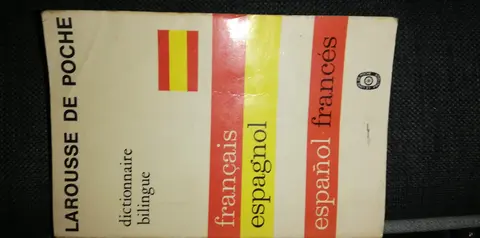 LAROUSSE DE POCHE
dictionnaire
bilingue
français
espagnol
español francés